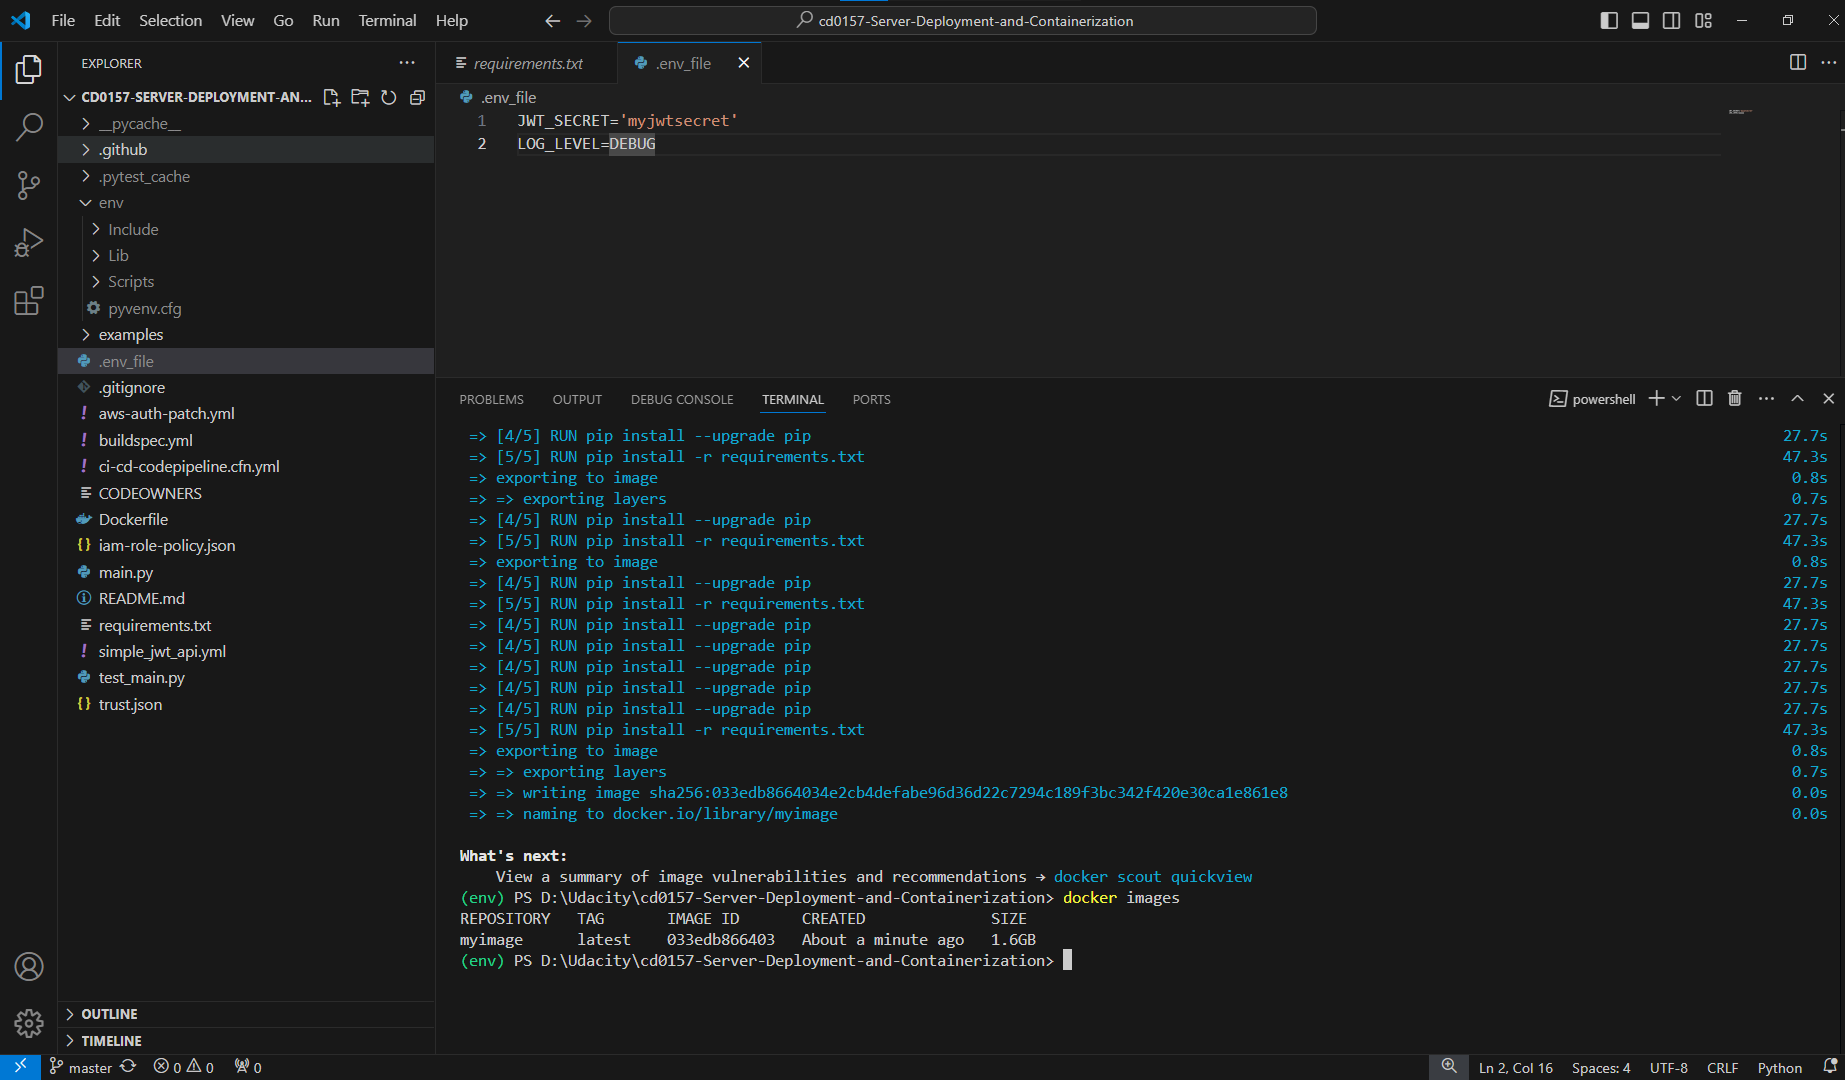 File Edit Selection View Go Run Terminal Help
cd0157-Server-Deployment-and-Containerization
EXPLORER
CD0157-SERVER-DEPLOYMENT-AN...
__pycache__
.github
.pytest_cache
env
Include
Lib
Scripts
pyvenv.cfg
examples
.env_file
.gitignore
aws-auth-patch.yml
buildspec.yml
ci-cd-codepipeline.cfn.yml
CODEOWNERS
Dockerfile
iam-role-policy.json
main.py
README.md
requirements.txt
simple_jwt_api.yml
test_main.py
trust.json
OUTLINE
TIMELINE
requirements.txt
.env_file
.env_file
1 JWT_SECRET='myjwtsecret'
2 LOG_LEVEL=DEBUG
PROBLEMS OUTPUT DEBUG CONSOLE TERMINAL PORTS
powershell
=> [4/5] RUN pip install --upgrade pip 27.7s
=> [5/5] RUN pip install -r requirements.txt 47.3s
=> exporting to image 0.8s
=> => exporting layers 0.7s
=> [4/5] RUN pip install --upgrade pip 27.7s
=> [5/5] RUN pip install -r requirements.txt 47.3s
=> exporting to image 0.8s
=> [4/5] RUN pip install --upgrade pip 27.7s
=> [5/5] RUN pip install -r requirements.txt 47.3s
=> [4/5] RUN pip install --upgrade pip 27.7s
=> [4/5] RUN pip install --upgrade pip 27.7s
=> [4/5] RUN pip install --upgrade pip 27.7s
=> [4/5] RUN pip install --upgrade pip 27.7s
=> [4/5] RUN pip install --upgrade pip 27.7s
=> [5/5] RUN pip install -r requirements.txt 47.3s
=> exporting to image 0.8s
=> => exporting layers 0.7s
=> => writing image sha256:033edb8664034e2cb4defabe96d36d22c7294c189f3bc342f420e30ca1e861e8 0.0s
=> => naming to docker.io/library/myimage 0.0s
What's next:
View a summary of image vulnerabilities and recommendations → docker scout quickview
(env) PS D:\Udacity\cd0157-Server-Deployment-and-Containerization> docker images
REPOSITORY TAG IMAGE ID CREATED SIZE
myimage latest 033edb866403 About a minute ago 1.6GB
(env) PS D:\Udacity\cd0157-Server-Deployment-and-Containerization>
master 0 0 0 Ln 2, Col 16 Spaces: 4 UTF-8 CRLF Python